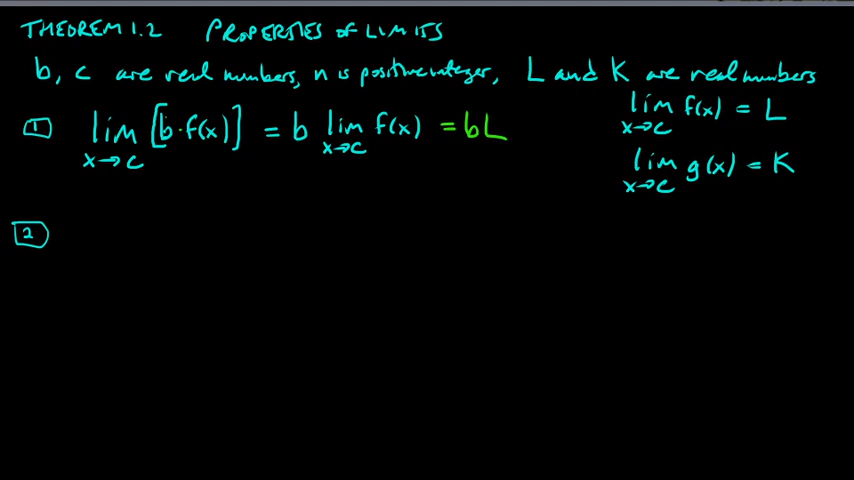 THEOREM 1.2 PROPERTIES OF LIMITS
b, c are real numbers, n is positive integer, L and K are real numbers
lim x→c f(x) = L
1 lim x→c [b·f(x)] = b lim x→c f(x) = bL
lim x→c g(x) = K
2